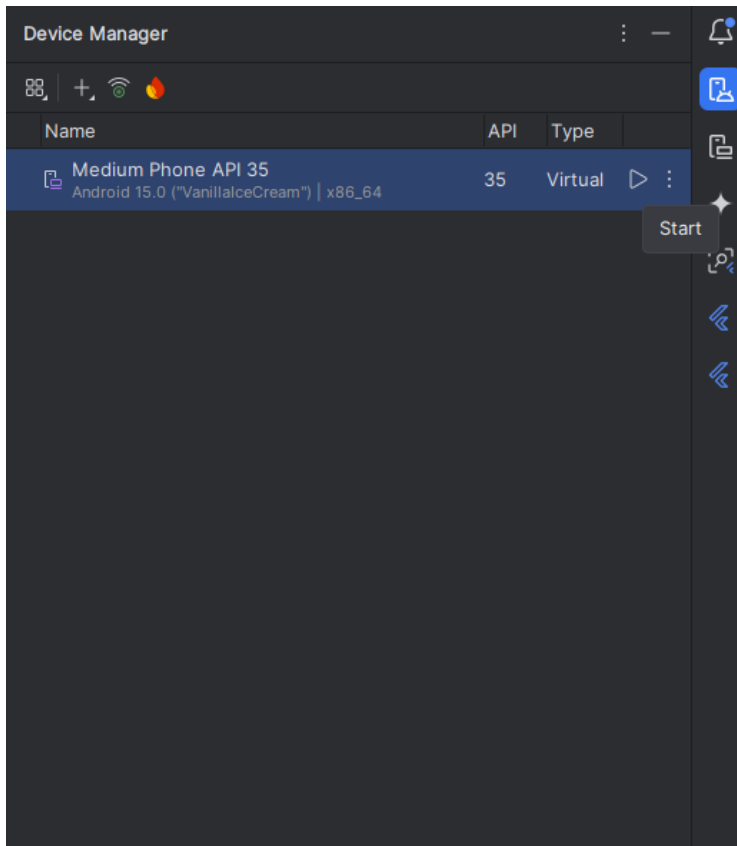 Device Manager
Name API Type
Medium Phone API 35 35 Virtual
Android 15.0 ("VanillaIceCream") | x86_64
Start